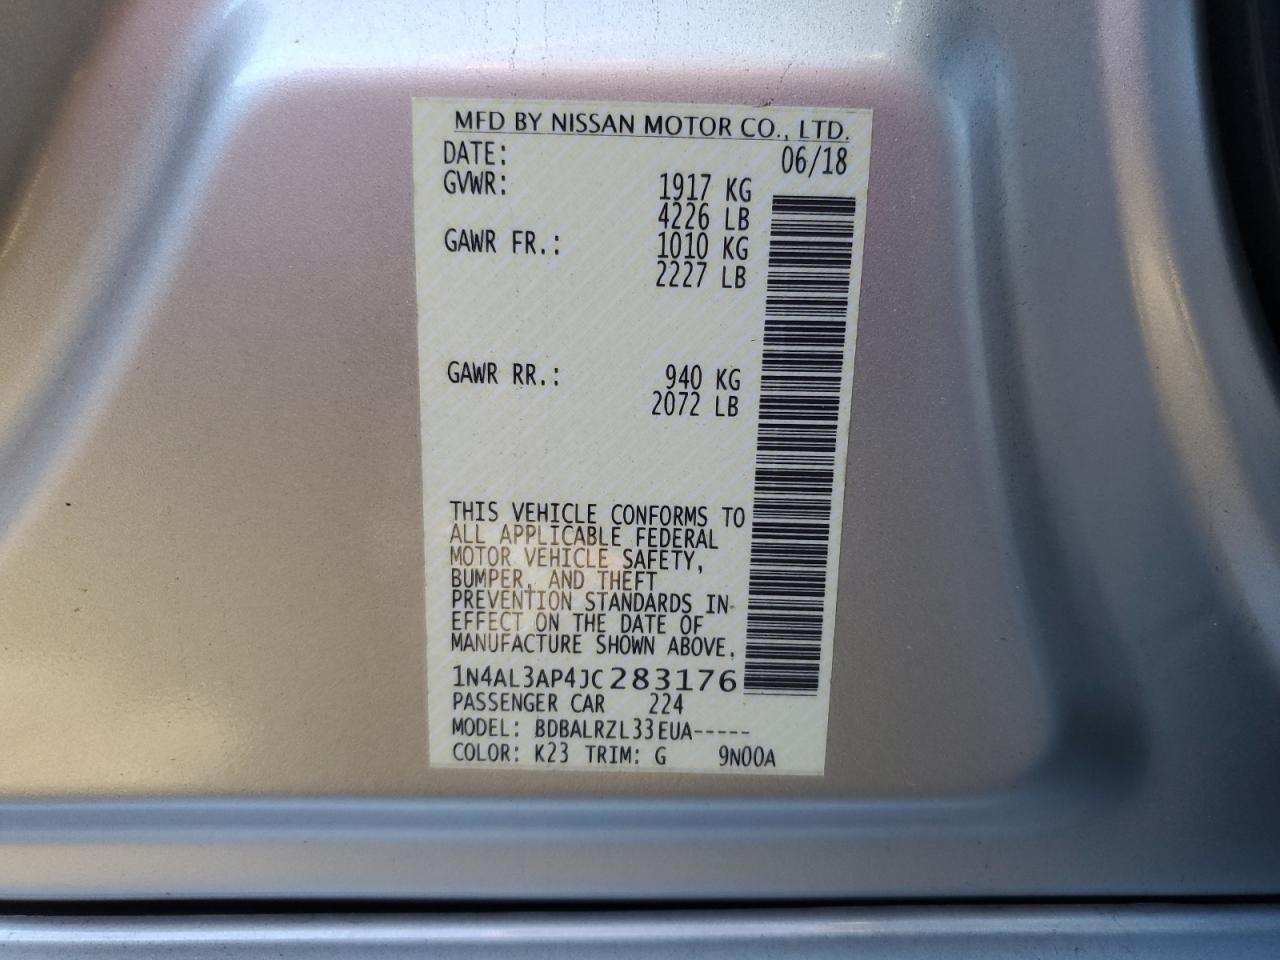 MFD BY NISSAN MOTOR CO., LTD.
DATE: 06/18
GVWR: 1917 KG
4226 LB
GAWR FR.: 1010 KG
2227 LB
GAWR RR.: 940 KG
2072 LB
THIS VEHICLE CONFORMS TO
ALL APPLICABLE FEDERAL
MOTOR VEHICLE SAFETY,
BUMPER, AND THEFT
PREVENTION STANDARDS IN
EFFECT ON THE DATE OF
MANUFACTURE SHOWN ABOVE.
1N4AL3AP4JC283176
PASSENGER CAR 224
MODEL: BDBALRZL33EUA-----
COLOR: K23 TRIM: G 9N00A